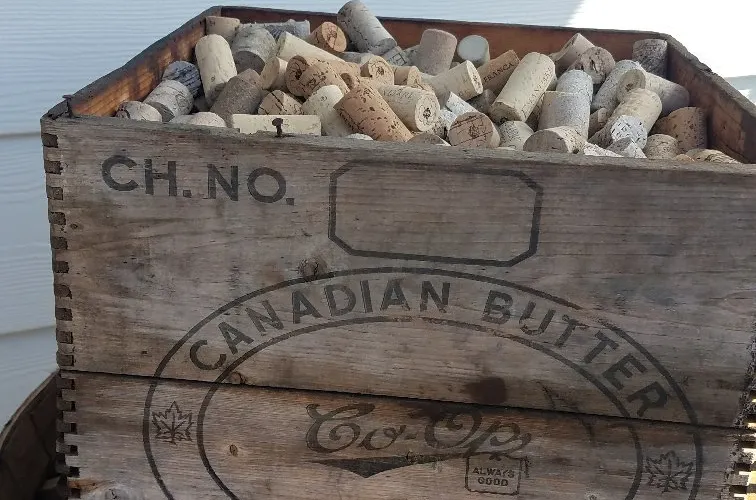 CH. NO.
CANADIAN BUTTER
Co-Op
ALWAYS
GOOD